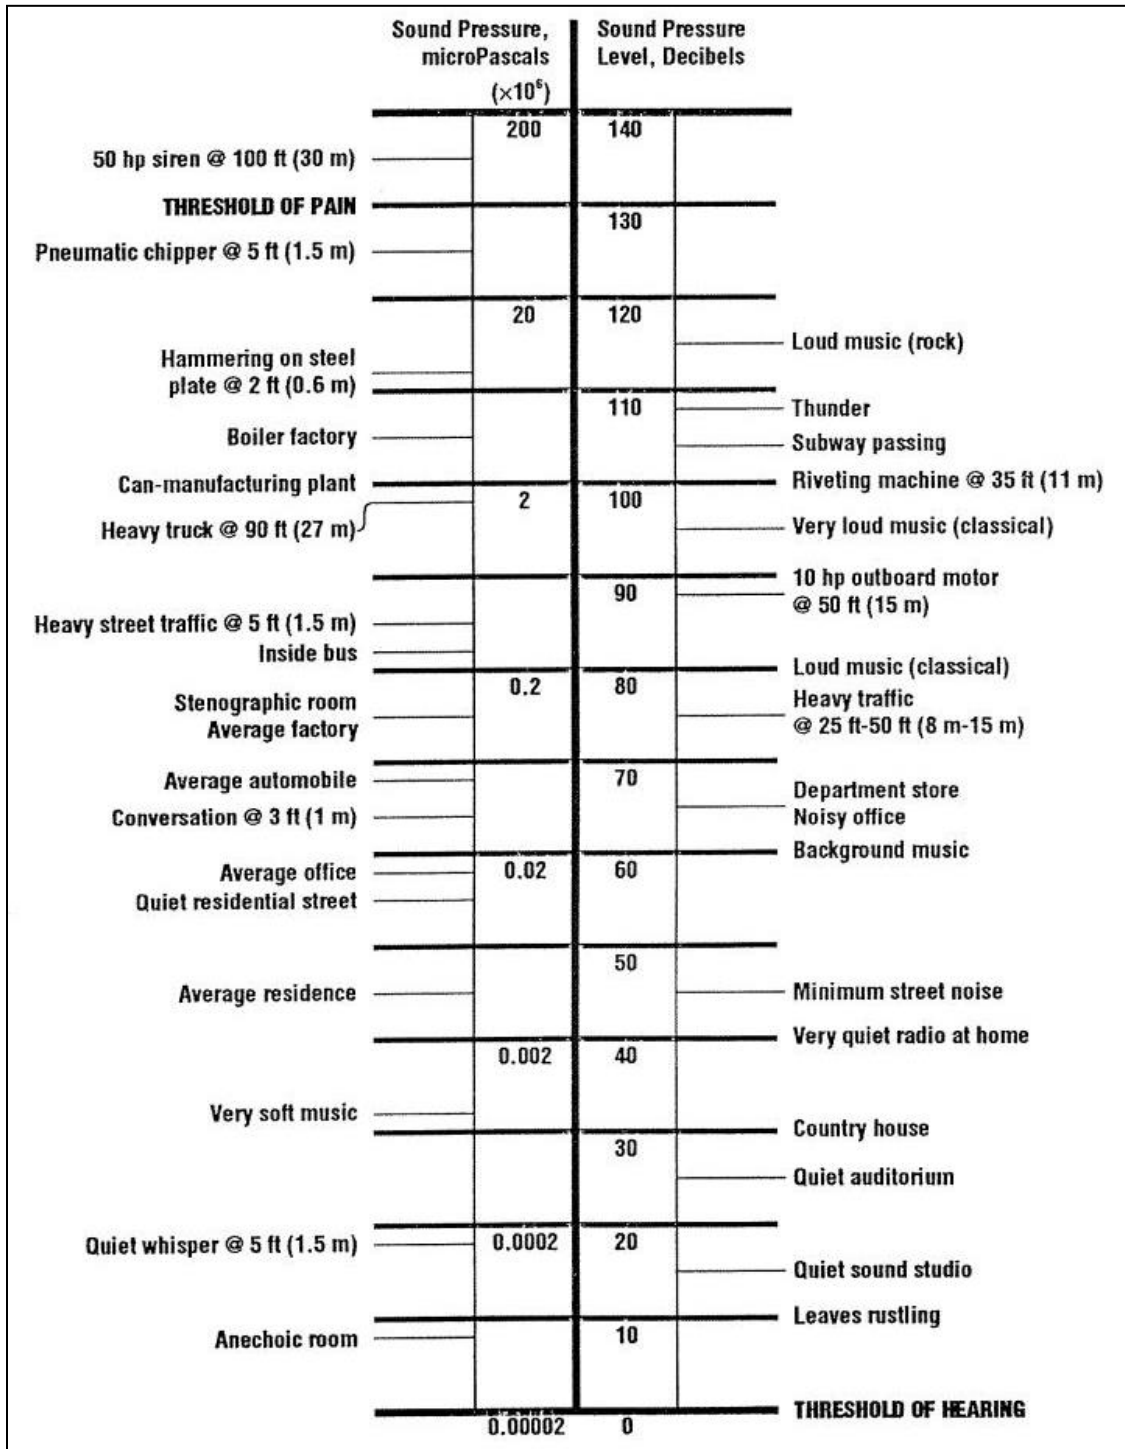 Sound Pressure, Sound Pressure
microPascals Level, Decibels
(×10⁶)
200 140
50 hp siren @ 100 ft (30 m)
THRESHOLD OF PAIN
130
Pneumatic chipper @ 5 ft (1.5 m)
20 120
Loud music (rock)
Hammering on steel
plate @ 2 ft (0.6 m)
110 Thunder
Boiler factory Subway passing
Can-manufacturing plant Riveting machine @ 35 ft (11 m)
2 100
Heavy truck @ 90 ft (27 m) Very loud music (classical)
10 hp outboard motor
90 @ 50 ft (15 m)
Heavy street traffic @ 5 ft (1.5 m)
Inside bus
Loud music (classical)
0.2 80
Stenographic room Heavy traffic
Average factory @ 25 ft-50 ft (8 m-15 m)
Average automobile 70
Department store
Conversation @ 3 ft (1 m) Noisy office
Background music
Average office 0.02 60
Quiet residential street
50
Average residence Minimum street noise
Very quiet radio at home
0.002 40
Very soft music
Country house
30
Quiet auditorium
Quiet whisper @ 5 ft (1.5 m) 0.0002 20
Quiet sound studio
Leaves rustling
Anechoic room 10
THRESHOLD OF HEARING
0.00002 0